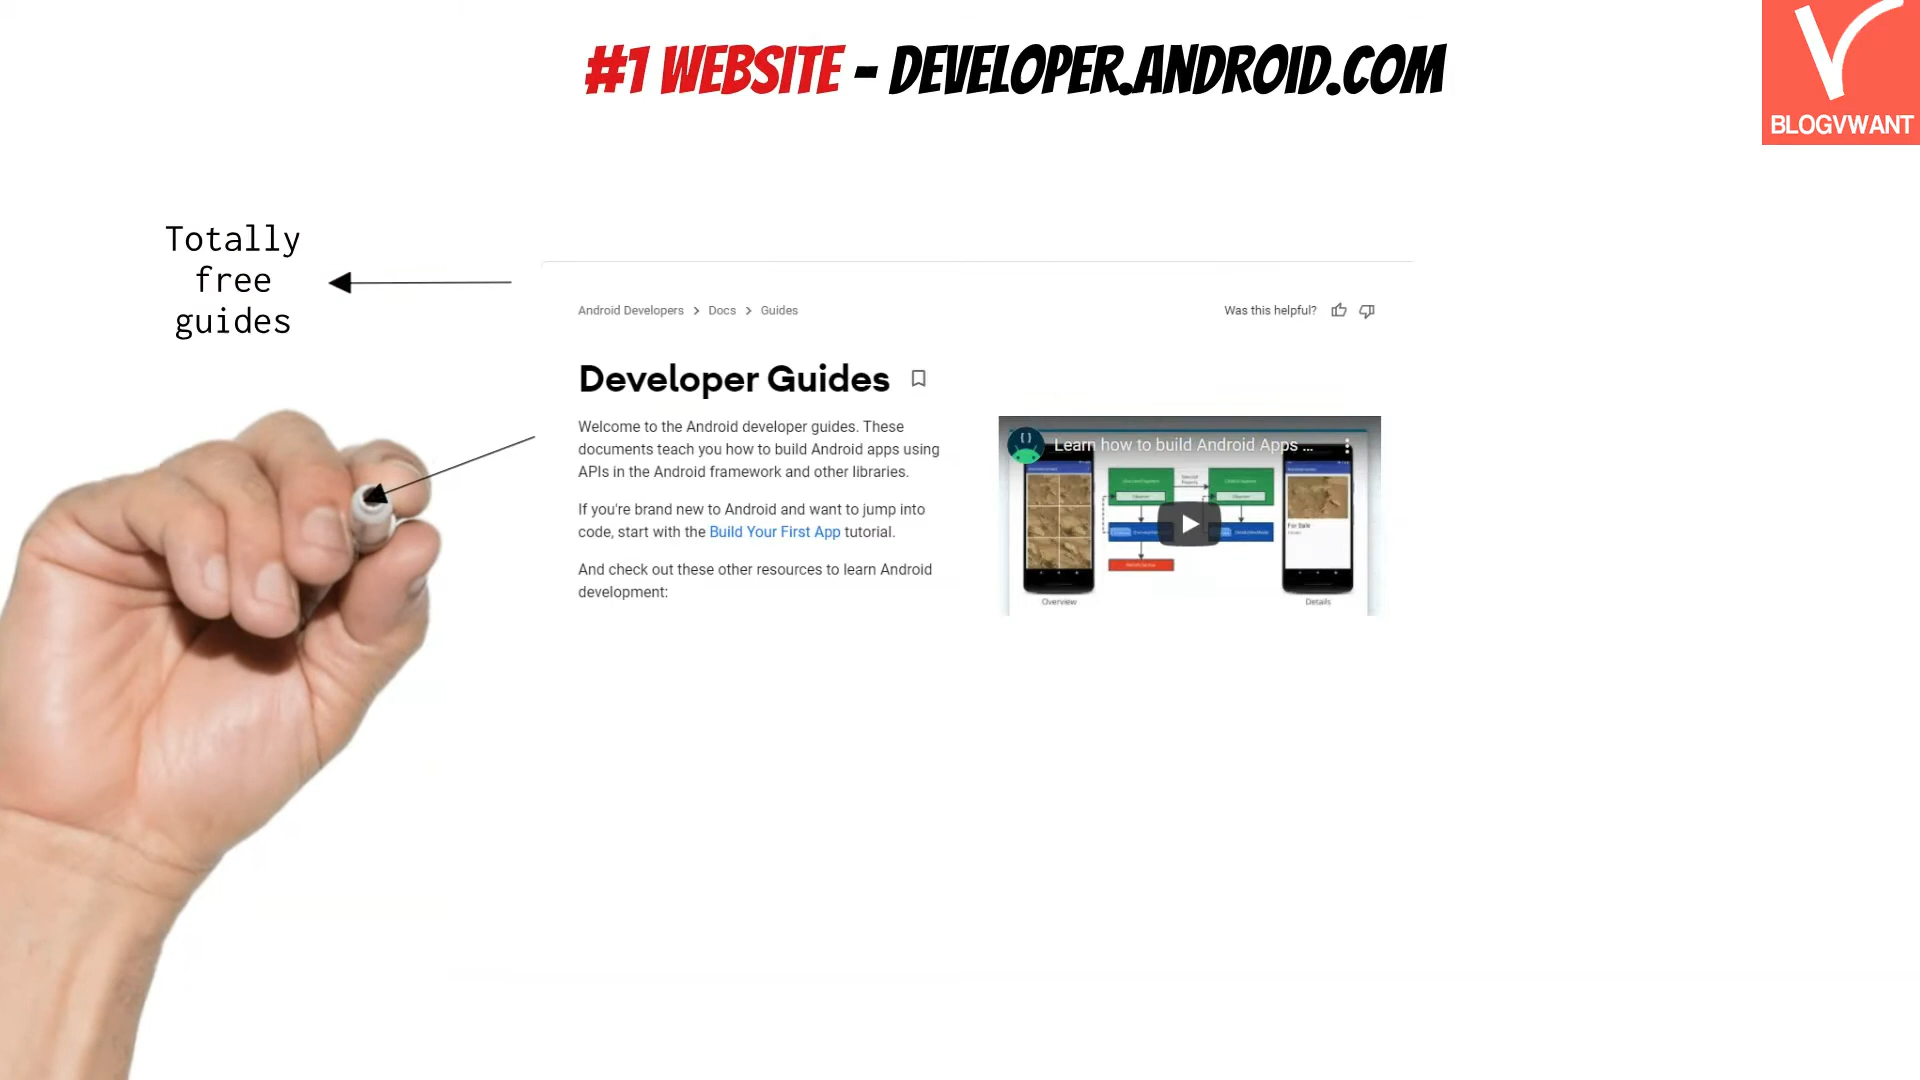 #1 WEBSITE - DEVELOPER.ANDROID.COM
BLOGVWANT
Totally
free
guides
Android Developers > Docs > Guides
Was this helpful?
Developer Guides
Welcome to the Android developer guides. These
documents teach you how to build Android apps using
APIs in the Android framework and other libraries.
If you're brand new to Android and want to jump into
code, start with the Build Your First App tutorial.
And check out these other resources to learn Android
development:
Learn how to build Android Apps ...
For Sale
Overview
Details